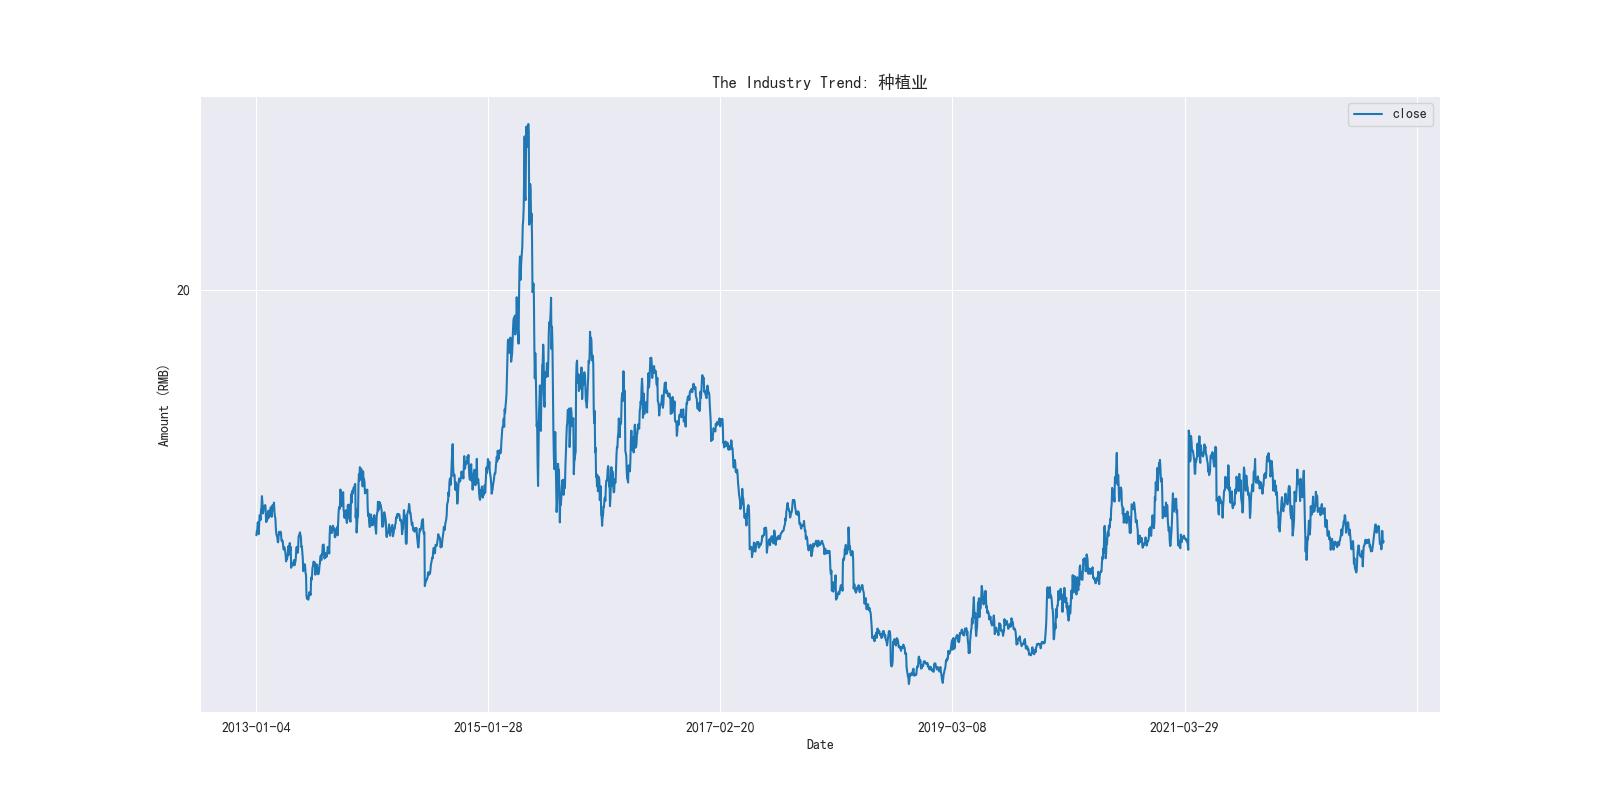 The Industry Trend: 种植业
close
20
Amount (RMB)
2013-01-04
2015-01-28
2017-02-20
2019-03-08
2021-03-29
Date